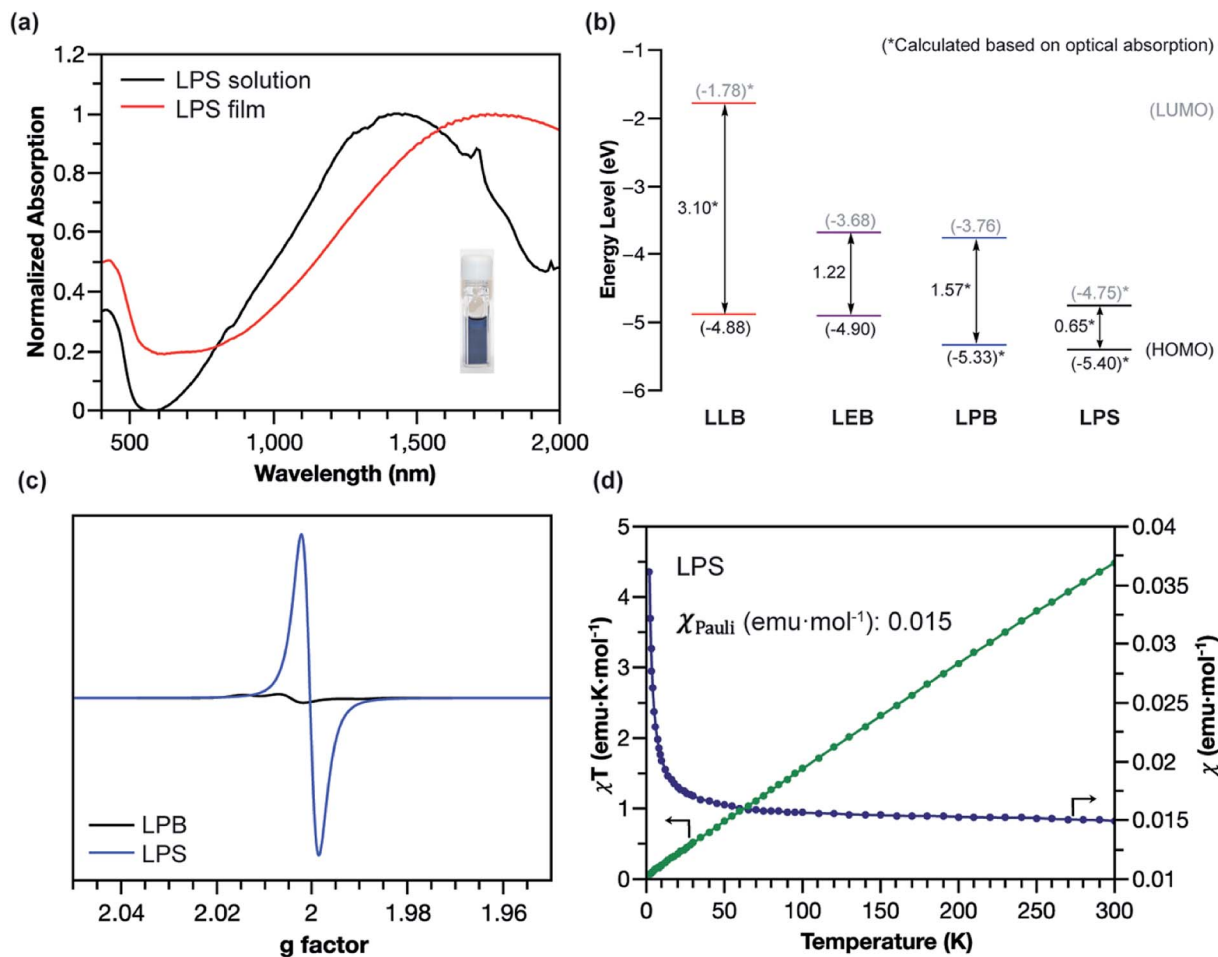 (a)
1.2
1
0.8
0.6
0.4
0.2
0
Normalized Absorption
LPS solution
LPS film
500
1,000
1,500
2,000
Wavelength (nm)
(b)
(*Calculated based on optical absorption)
−1
−2
−3
−4
−5
−6
Energy Level (eV)
(-1.78)*
(LUMO)
3.10*
(-3.68)
(-3.76)
1.22
1.57*
(-4.75)*
0.65*
(-4.88)
(-4.90)
(-5.33)*
(-5.40)*
(HOMO)
LLB
LEB
LPB
LPS
(c)
LPB
LPS
2.04
2.02
2
1.98
1.96
g factor
(d)
5
4
3
2
1
0
χT (emu·K·mol⁻¹)
LPS
χPauli (emu·mol⁻¹): 0.015
0.04
0.035
0.03
0.025
0.02
0.015
0.01
χ (emu·mol⁻¹)
0
50
100
150
200
250
300
Temperature (K)